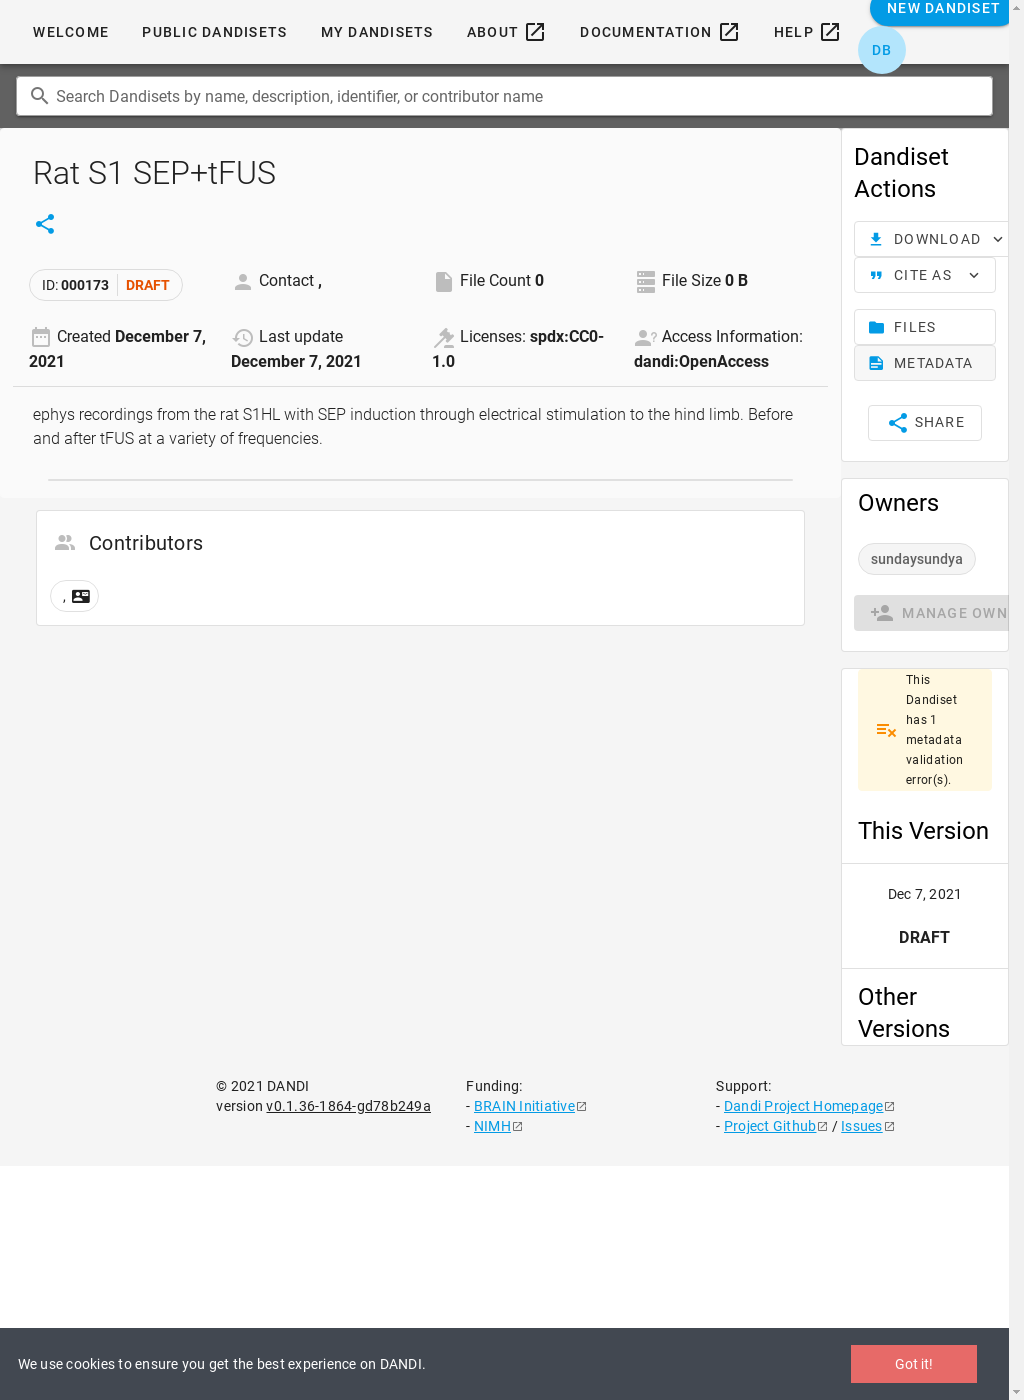 WELCOME
PUBLIC DANDISETS
MY DANDISETS
ABOUT
DOCUMENTATION
HELP
NEW DANDISET
DB
Search Dandisets by name, description, identifier, or contributor name
Rat S1 SEP+tFUS
ID: 000173 DRAFT
Contact ,
File Count 0
File Size 0 B
Created December 7,
2021
Last update
December 7, 2021
Licenses: spdx:CC0-
1.0
Access Information:
dandi:OpenAccess
ephys recordings from the rat S1HL with SEP induction through electrical stimulation to the hind limb. Before
and after tFUS at a variety of frequencies.
Contributors
,
Dandiset
Actions
DOWNLOAD
CITE AS
FILES
METADATA
SHARE
Owners
sundaysundya
MANAGE OWN
This
Dandiset
has 1
metadata
validation
error(s).
This Version
Dec 7, 2021
DRAFT
Other
Versions
© 2021 DANDI
version v0.1.36-1864-gd78b249a
Funding:
- BRAIN Initiative
- NIMH
Support:
- Dandi Project Homepage
- Project Github / Issues
We use cookies to ensure you get the best experience on DANDI.
Got it!